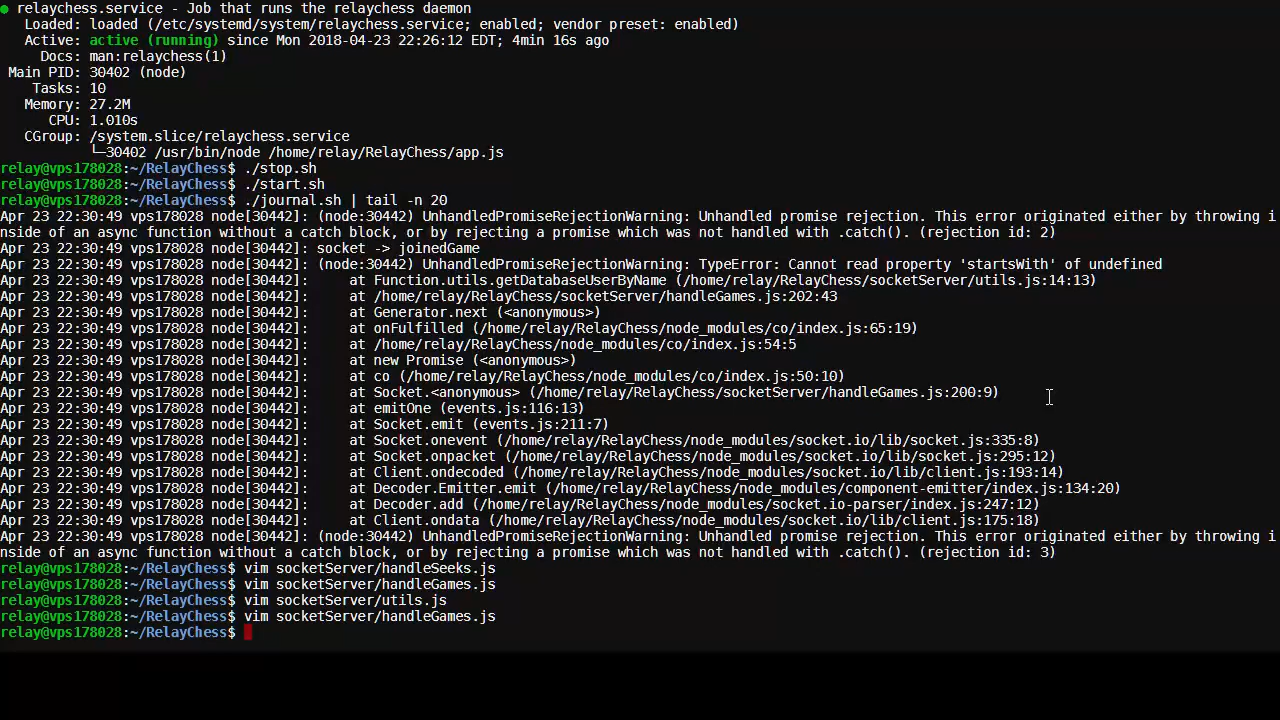 ● relaychess.service - Job that runs the relaychess daemon
   Loaded: loaded (/etc/systemd/system/relaychess.service; enabled; vendor preset: enabled)
   Active: active (running) since Mon 2018-04-23 22:26:12 EDT; 4min 16s ago
     Docs: man:relaychess(1)
 Main PID: 30402 (node)
    Tasks: 10
   Memory: 27.2M
      CPU: 1.010s
   CGroup: /system.slice/relaychess.service
           └─30402 /usr/bin/node /home/relay/RelayChess/app.js
relay@vps178028:~/RelayChess$ ./stop.sh
relay@vps178028:~/RelayChess$ ./start.sh
relay@vps178028:~/RelayChess$ ./journal.sh | tail -n 20
Apr 23 22:30:49 vps178028 node[30442]: (node:30442) UnhandledPromiseRejectionWarning: Unhandled promise rejection. This error originated either by throwing i
nside of an async function without a catch block, or by rejecting a promise which was not handled with .catch(). (rejection id: 2)
Apr 23 22:30:49 vps178028 node[30442]: socket -> joinedGame
Apr 23 22:30:49 vps178028 node[30442]: (node:30442) UnhandledPromiseRejectionWarning: TypeError: Cannot read property 'startsWith' of undefined
Apr 23 22:30:49 vps178028 node[30442]:     at Function.utils.getDatabaseUserByName (/home/relay/RelayChess/socketServer/utils.js:14:13)
Apr 23 22:30:49 vps178028 node[30442]:     at /home/relay/RelayChess/socketServer/handleGames.js:202:43
Apr 23 22:30:49 vps178028 node[30442]:     at Generator.next (<anonymous>)
Apr 23 22:30:49 vps178028 node[30442]:     at onFulfilled (/home/relay/RelayChess/node_modules/co/index.js:65:19)
Apr 23 22:30:49 vps178028 node[30442]:     at /home/relay/RelayChess/node_modules/co/index.js:54:5
Apr 23 22:30:49 vps178028 node[30442]:     at new Promise (<anonymous>)
Apr 23 22:30:49 vps178028 node[30442]:     at co (/home/relay/RelayChess/node_modules/co/index.js:50:10)
Apr 23 22:30:49 vps178028 node[30442]:     at Socket.<anonymous> (/home/relay/RelayChess/socketServer/handleGames.js:200:9)
Apr 23 22:30:49 vps178028 node[30442]:     at emitOne (events.js:116:13)
Apr 23 22:30:49 vps178028 node[30442]:     at Socket.emit (events.js:211:7)
Apr 23 22:30:49 vps178028 node[30442]:     at Socket.onevent (/home/relay/RelayChess/node_modules/socket.io/lib/socket.js:335:8)
Apr 23 22:30:49 vps178028 node[30442]:     at Socket.onpacket (/home/relay/RelayChess/node_modules/socket.io/lib/socket.js:295:12)
Apr 23 22:30:49 vps178028 node[30442]:     at Client.ondecoded (/home/relay/RelayChess/node_modules/socket.io/lib/client.js:193:14)
Apr 23 22:30:49 vps178028 node[30442]:     at Decoder.Emitter.emit (/home/relay/RelayChess/node_modules/component-emitter/index.js:134:20)
Apr 23 22:30:49 vps178028 node[30442]:     at Decoder.add (/home/relay/RelayChess/node_modules/socket.io-parser/index.js:247:12)
Apr 23 22:30:49 vps178028 node[30442]:     at Client.ondata (/home/relay/RelayChess/node_modules/socket.io/lib/client.js:175:18)
Apr 23 22:30:49 vps178028 node[30442]: (node:30442) UnhandledPromiseRejectionWarning: Unhandled promise rejection. This error originated either by throwing i
nside of an async function without a catch block, or by rejecting a promise which was not handled with .catch(). (rejection id: 3)
relay@vps178028:~/RelayChess$ vim socketServer/handleSeeks.js
relay@vps178028:~/RelayChess$ vim socketServer/handleGames.js
relay@vps178028:~/RelayChess$ vim socketServer/utils.js
relay@vps178028:~/RelayChess$ vim socketServer/handleGames.js
relay@vps178028:~/RelayChess$